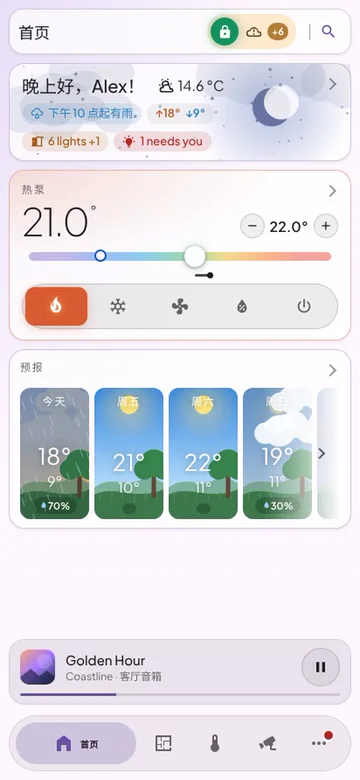 首页
+6
晚上好，Alex！ 14.6 °C
下午 10 点起有雨。 ↑18° ↓9°
6 lights +1 1 needs you
热泵
21.0°
− 22.0° +
预报
今天 周五 周六 周日
18° 21° 22° 19°
9° 10° 11° 11°
70% 30%
Golden Hour
Coastline · 客厅音箱
首页